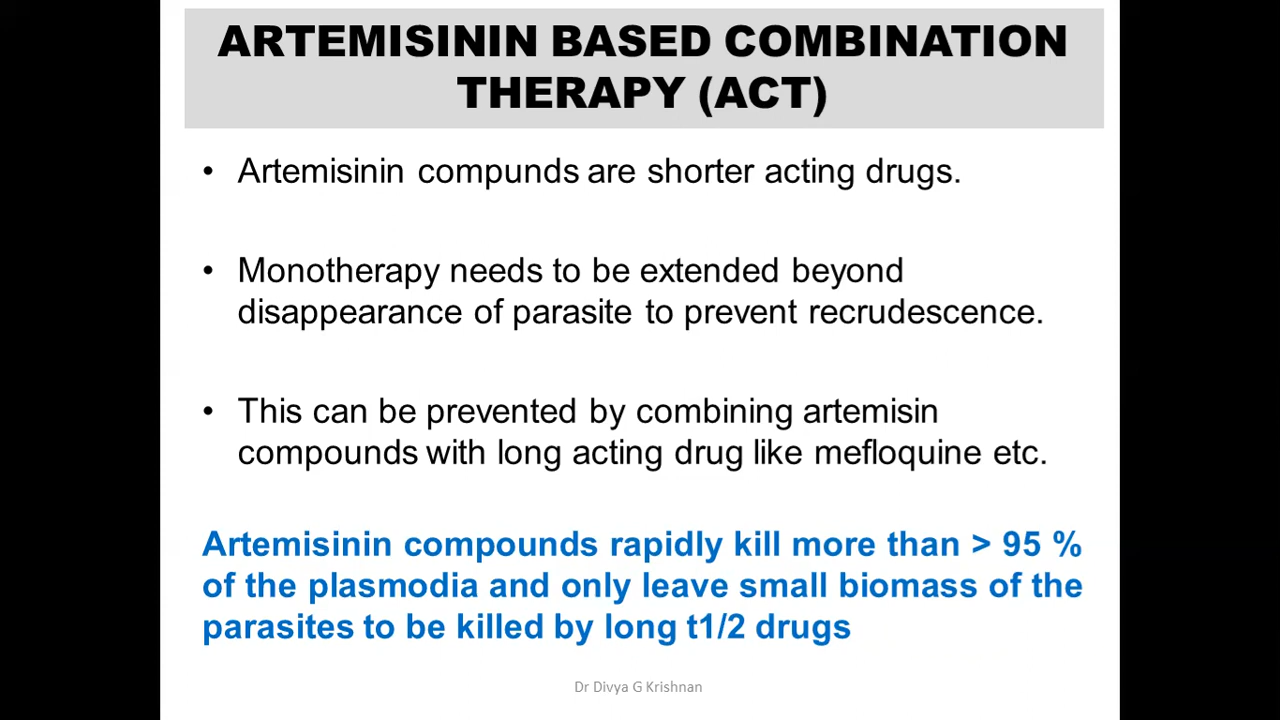 ARTEMISININ BASED COMBINATION
THERAPY (ACT)
• Artemisinin compunds are shorter acting drugs.
• Monotherapy needs to be extended beyond
disappearance of parasite to prevent recrudescence.
• This can be prevented by combining artemisin
compounds with long acting drug like mefloquine etc.
Artemisinin compounds rapidly kill more than > 95 %
of the plasmodia and only leave small biomass of the
parasites to be killed by long t1/2 drugs
Dr Divya G Krishnan